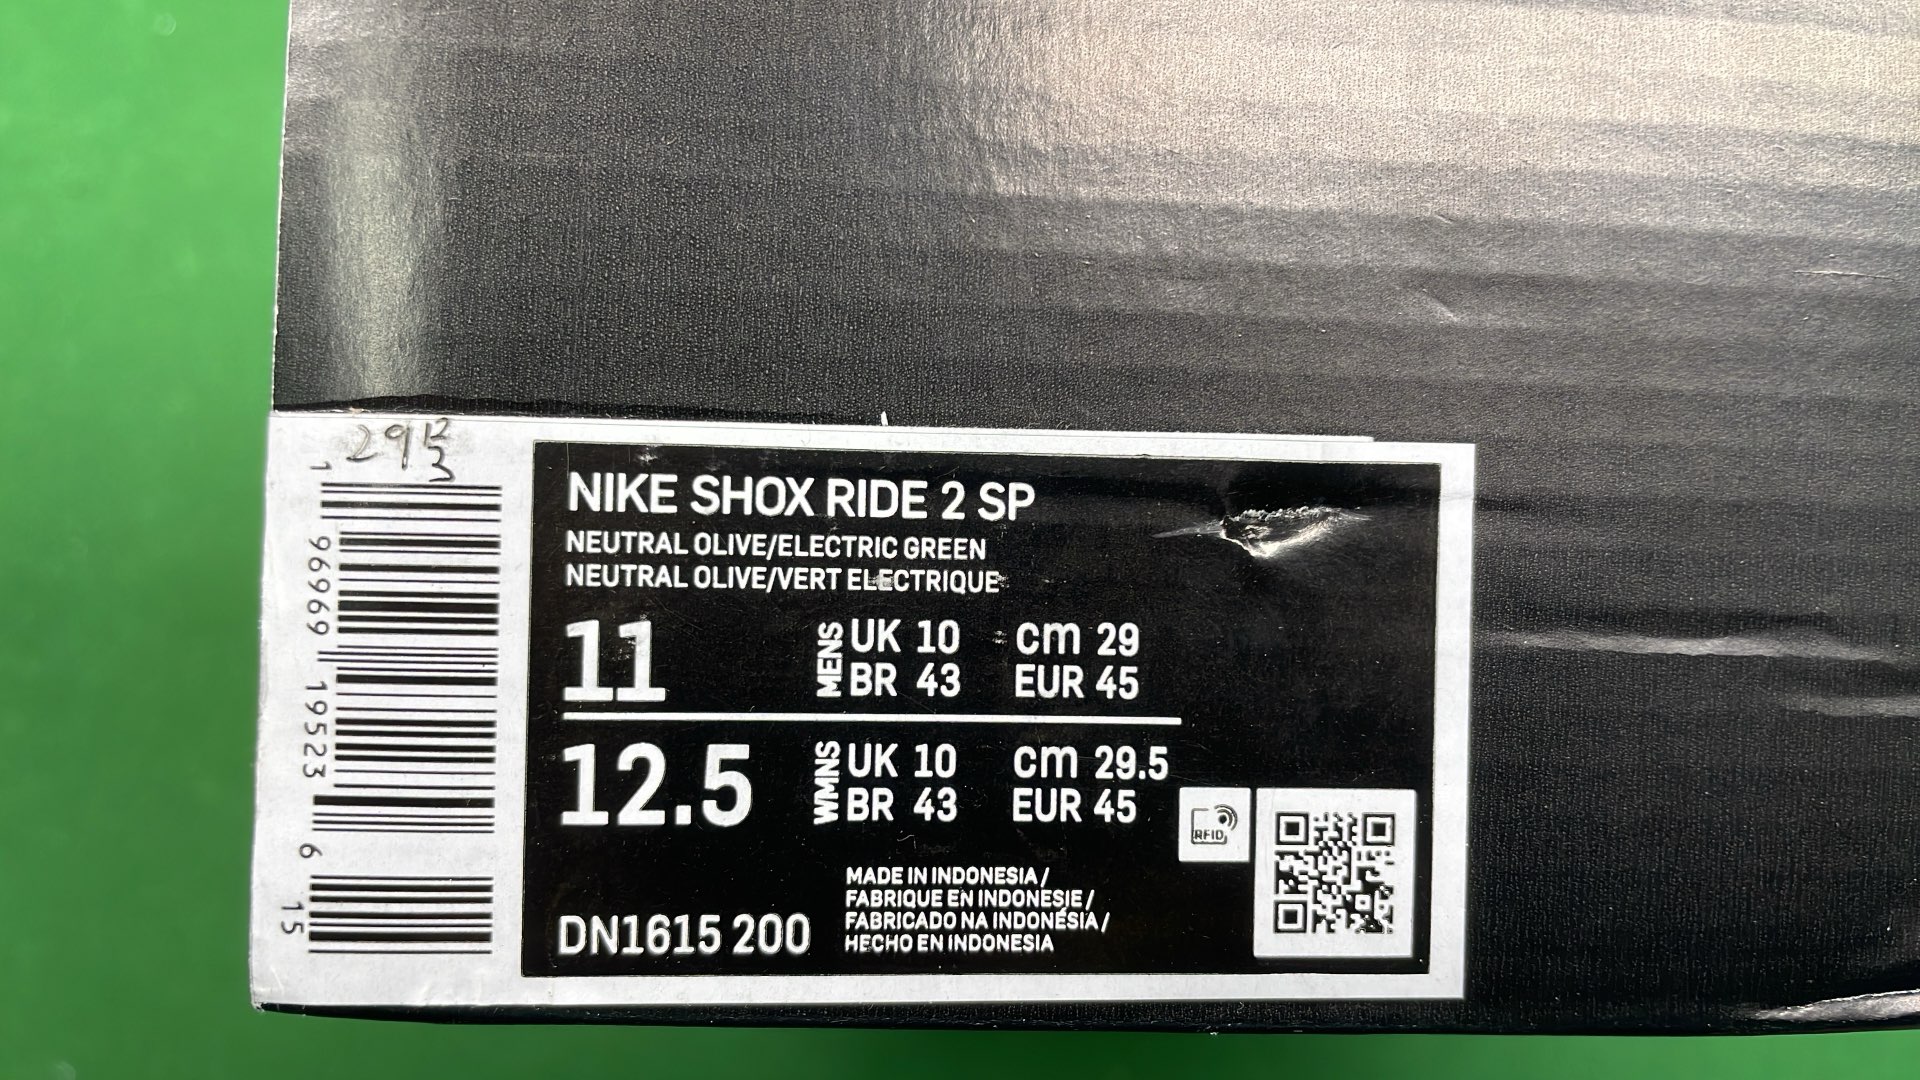 29
1 96969 19523 6 15
NIKE SHOX RIDE 2 SP
NEUTRAL OLIVE/ELECTRIC GREEN
NEUTRAL OLIVE/VERT ELECTRIQUE
11 MENS UK 10 cm 29
BR 43 EUR 45
12.5 WMNS UK 10 cm 29.5
BR 43 EUR 45
RFID
MADE IN INDONESIA /
FABRIQUE EN INDONESIE /
FABRICADO NA INDONÉSIA /
HECHO EN INDONESIA
DN1615 200